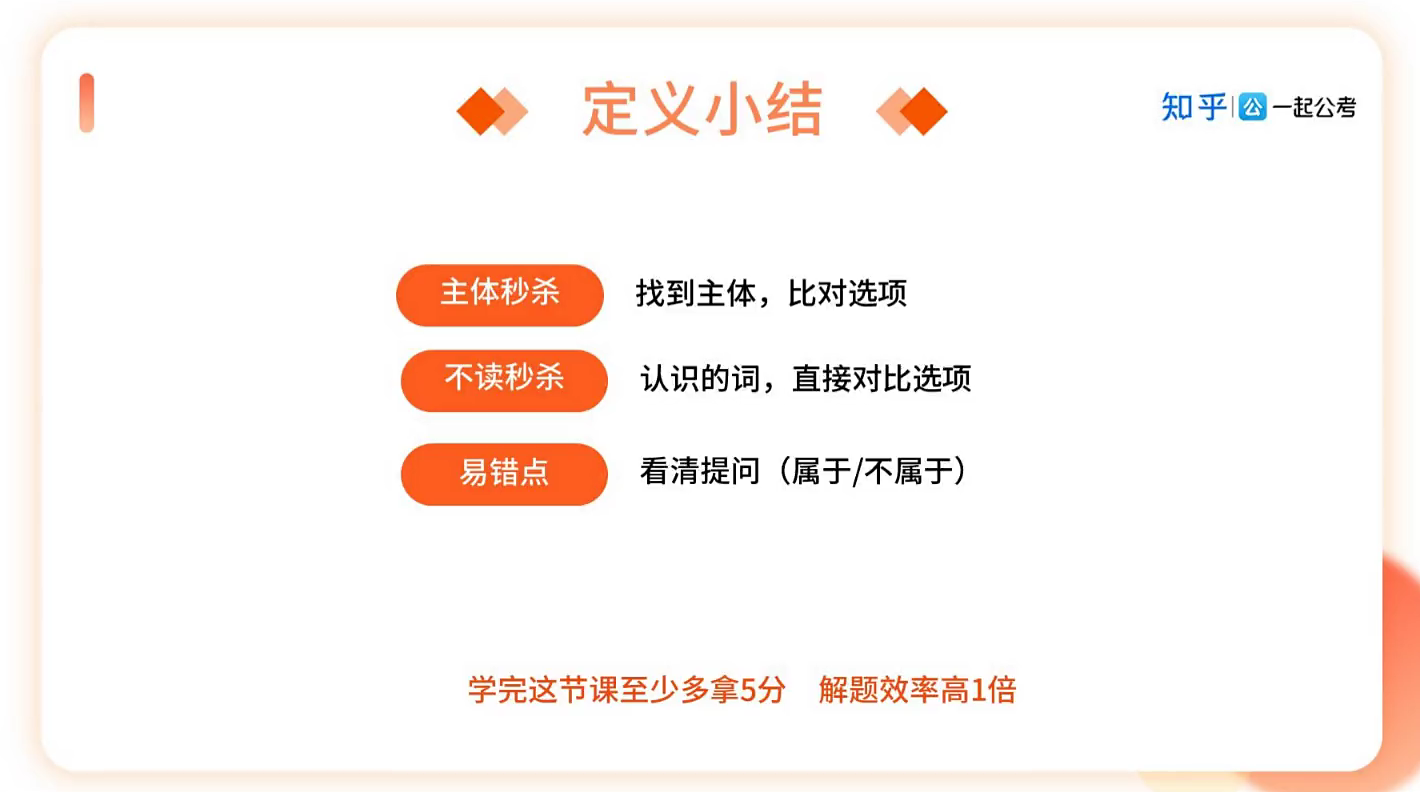 定义小结
知乎 公 一起公考
主体秒杀 找到主体，比对选项
不读秒杀 认识的词，直接对比选项
易错点 看清提问（属于/不属于）
学完这节课至少多拿5分 解题效率高1倍